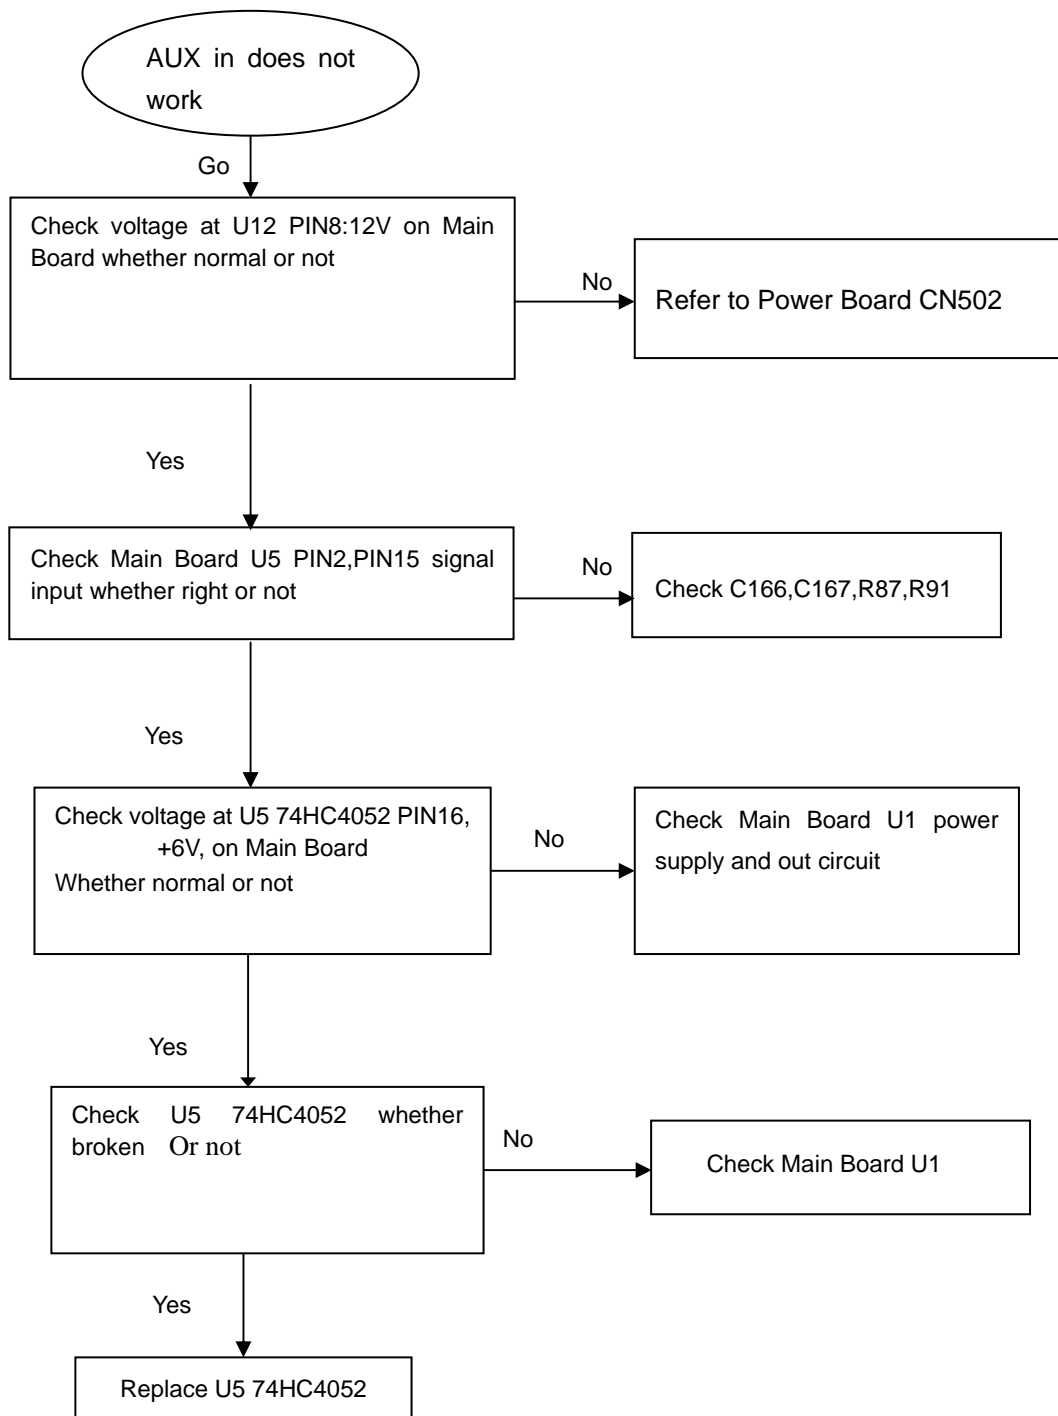 AUX in does not
work
Go
Check voltage at U12 PIN8:12V on Main
Board whether normal or not
No
Refer to Power Board CN502
Yes
Check Main Board U5 PIN2,PIN15 signal
input whether right or not
No
Check C166,C167,R87,R91
Yes
Check voltage at U5 74HC4052 PIN16,
+6V, on Main Board
Whether normal or not
No
Check Main Board U1 power
supply and out circuit
Yes
Check U5 74HC4052 whether
broken Or not
No
Check Main Board U1
Yes
Replace U5 74HC4052